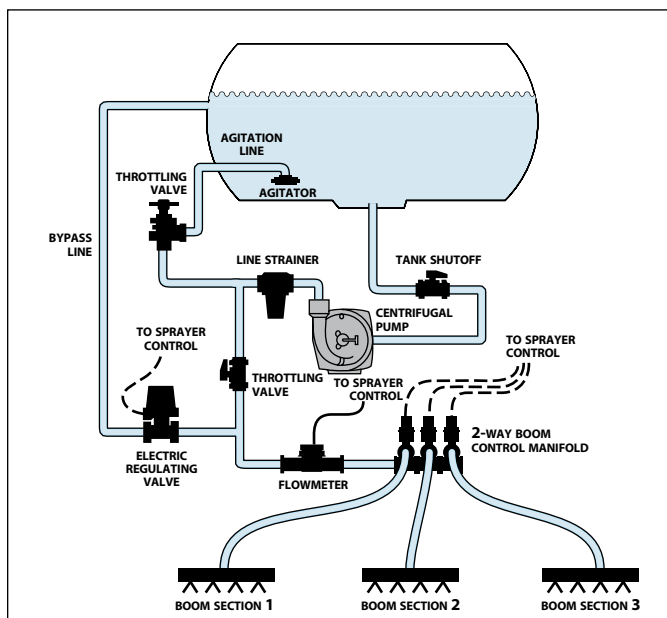 AGITATION
LINE
THROTTLING
VALVE
AGITATOR
BYPASS
LINE
LINE STRAINER
TANK SHUTOFF
CENTRIFUGAL
PUMP
TO SPRAYER
CONTROL
TO SPRAYER
CONTROL
THROTTLING
VALVE
TO SPRAYER
CONTROL
2-WAY BOOM
CONTROL MANIFOLD
ELECTRIC
REGULATING
VALVE
FLOWMETER
BOOM SECTION 1
BOOM SECTION 2
BOOM SECTION 3